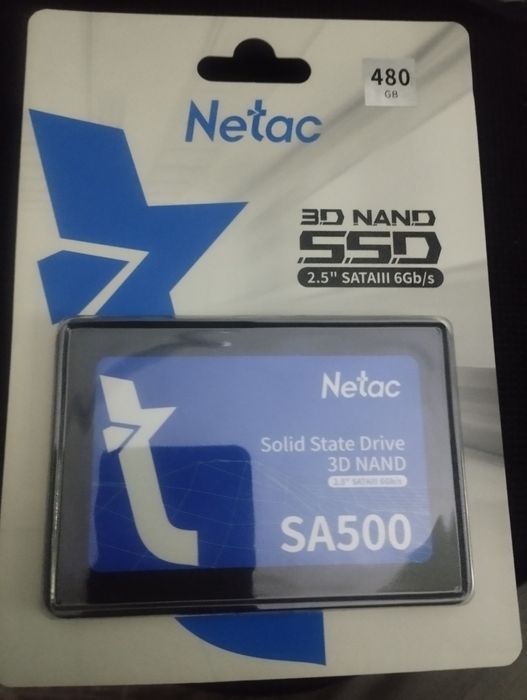 480
GB
Netac
3D NAND
SSD
2.5" SATAIII 6Gb/s
Netac
Solid State Drive
3D NAND
2.5" SATAIII 6Gb/s
SA500